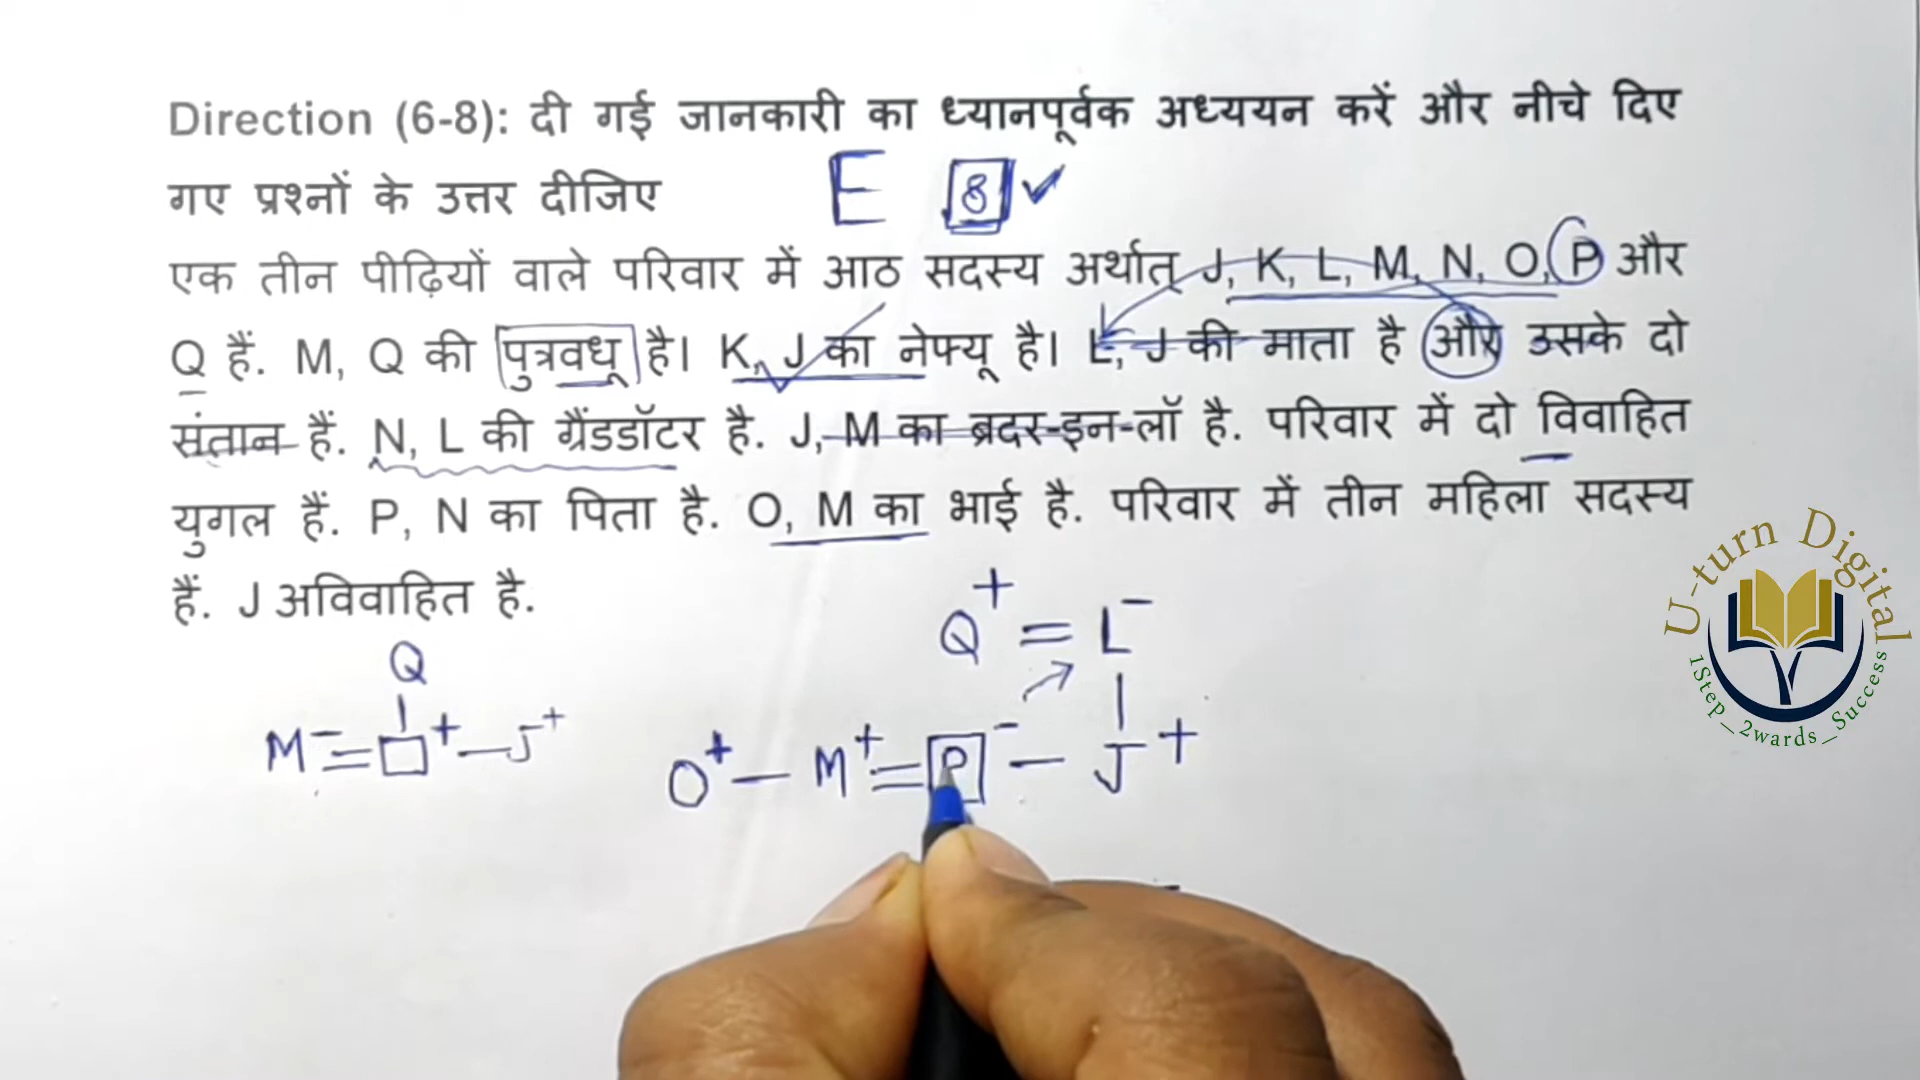 Direction (6-8): दी गई जानकारी का ध्यानपूर्वक अध्ययन करें और नीचे दिए
गए प्रश्नों के उत्तर दीजिए
E 8 ✓
एक तीन पीढ़ियों वाले परिवार में आठ सदस्य अर्थात् J, K, L, M, N, O, P और
Q हैं. M, Q की पुत्रवधू है। K, J का नेफ्यू है। L, J की माता है और उसके दो
संतान हैं. N, L की ग्रैंडडॉटर है. J, M का ब्रदर-इन-लॉ है. परिवार में दो विवाहित
युगल हैं. P, N का पिता है. O, M का भाई है. परिवार में तीन महिला सदस्य
हैं. J अविवाहित है.
Q
M⁻ = □⁺ — J⁺
Q⁺ = L⁻
O⁺ — M⁺ = P⁻ — J⁺
U-turn Digital
1Step_2wards_Success